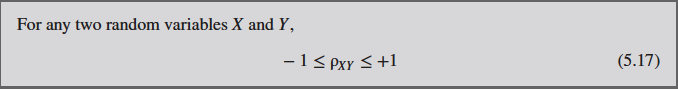 For any two random variables X and Y,
− 1 ≤ ρXY ≤ +1 (5.17)